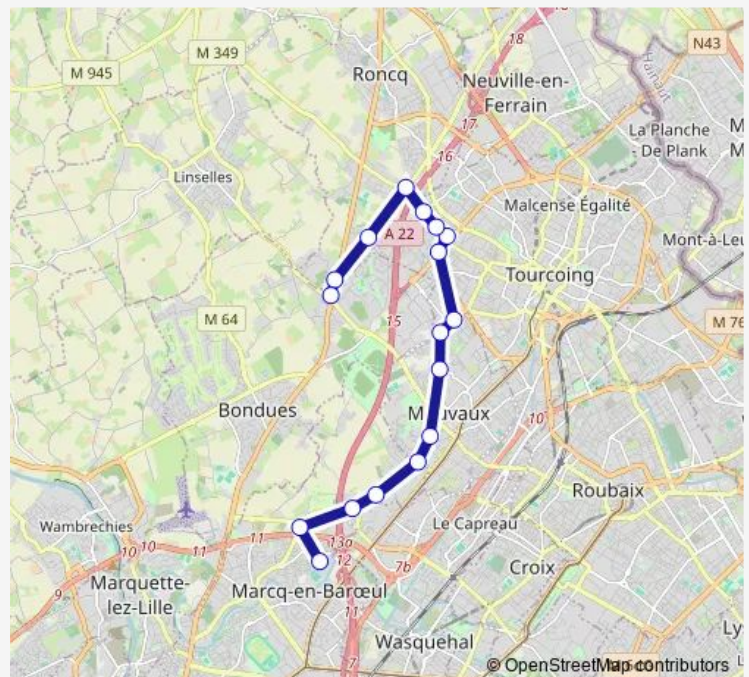 18
N43
M 349
Roncq
Neuville-en-
Ferrain
M 945
Hainaut
17
La Planche
- De Plank
M
M
16
Linselles
Malcense Égalité
A 22
Mont-à-Leu
Tourcoing
M 64
15
M 76
Bondues
10
Roubaix
Wambrechies
Le Capreau
10
10
11
11
13a
12
7b
Croix
9
Marquette-
lez-Lille
Marcq-en-Barœul
11
Ly
Wasquehal
7
© OpenStreetMap contributors